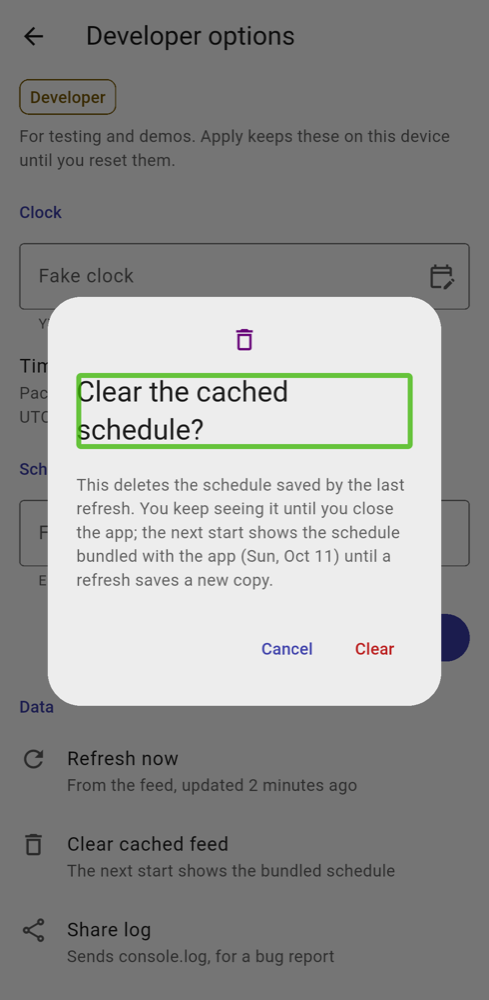 Developer options
Developer
For testing and demos. Apply keeps these on this device
until you reset them.
Clock
Fake clock
Y
Tim
Pac
UTC
Clear the cached
schedule?
This deletes the schedule saved by the last
refresh. You keep seeing it until you close
the app; the next start shows the schedule
bundled with the app (Sun, Oct 11) until a
refresh saves a new copy.
Cancel
Clear
Sch
F
E
Data
Refresh now
From the feed, updated 2 minutes ago
Clear cached feed
The next start shows the bundled schedule
Share log
Sends console.log, for a bug report